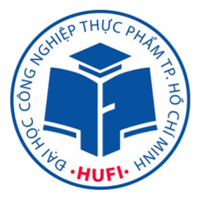 ĐẠI HỌC CÔNG NGHIỆP THỰC PHẨM TP. HỒ CHÍ MINH
•HUFI•